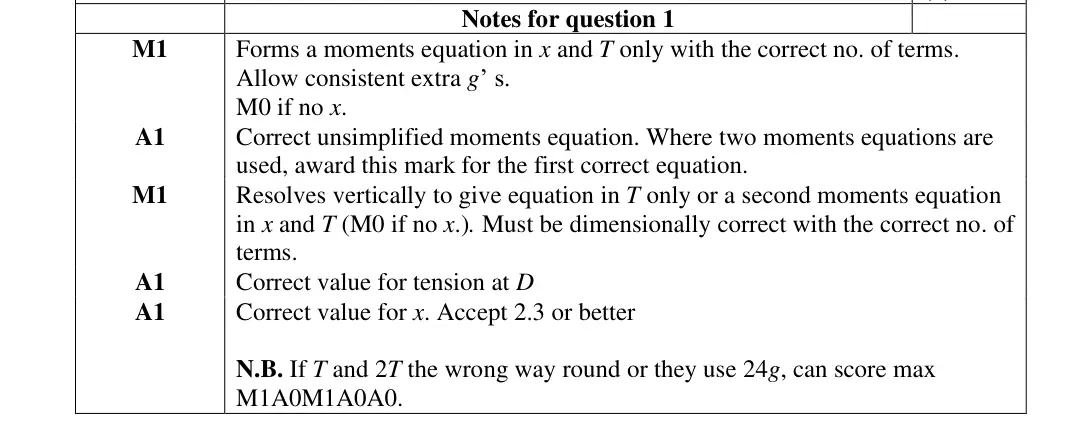 Notes for question 1
M1 Forms a moments equation in x and T only with the correct no. of terms.
Allow consistent extra g’ s.
M0 if no x.
A1 Correct unsimplified moments equation. Where two moments equations are
used, award this mark for the first correct equation.
M1 Resolves vertically to give equation in T only or a second moments equation
in x and T (M0 if no x.). Must be dimensionally correct with the correct no. of
terms.
A1 Correct value for tension at D
A1 Correct value for x. Accept 2.3 or better
N.B. If T and 2T the wrong way round or they use 24g, can score max
M1A0M1A0A0.